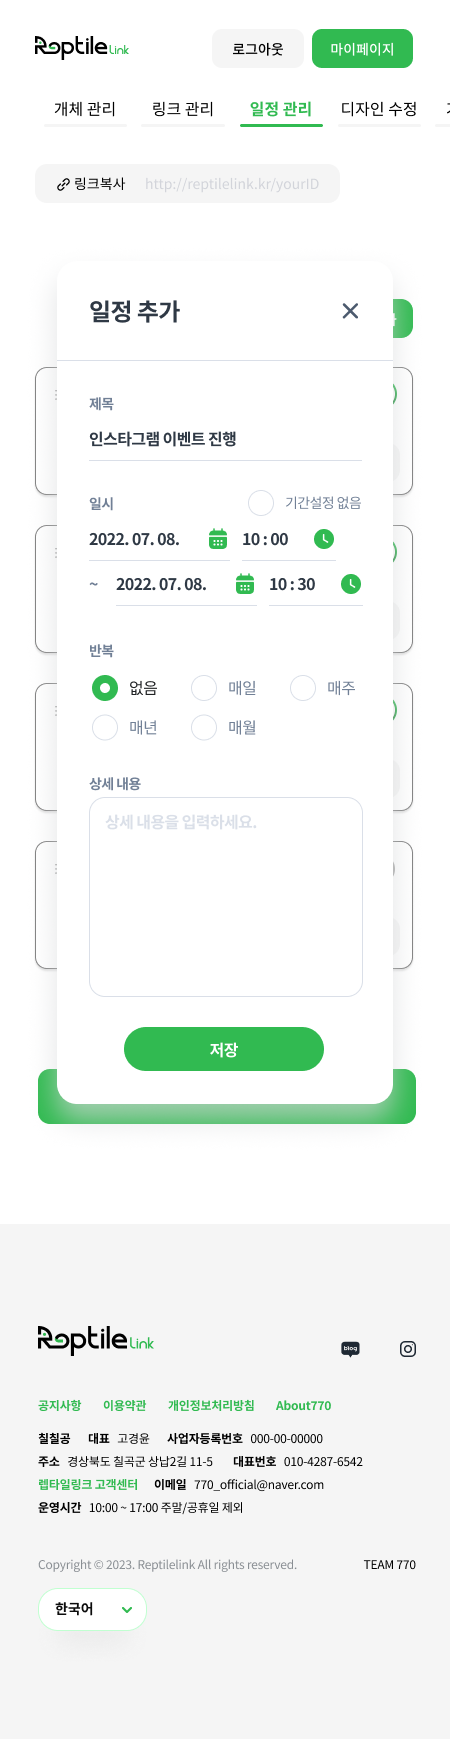 Reptile Link
로그아웃 마이페이지
개체 관리 링크 관리 일정 관리 디자인 수정
링크복사 http://reptilelink.kr/yourID
일정 추가
제목
인스타그램 이벤트 진행
일시 기간설정 없음
2022. 07. 08. 10 : 00
~ 2022. 07. 08. 10 : 30
반복
없음 매일 매주
매년 매월
상세 내용
상세 내용을 입력하세요.
저장
Reptile Link
blog
공지사항 이용약관 개인정보처리방침 About770
칠칠공 대표 고경윤 사업자등록번호 000-00-00000
주소 경상북도 칠곡군 상납2길 11-5 대표번호 010-4287-6542
렙타일링크 고객센터 이메일 770_official@naver.com
운영시간 10:00 ~ 17:00 주말/공휴일 제외
Copyright © 2023. Reptilelink All rights reserved. TEAM 770
한국어